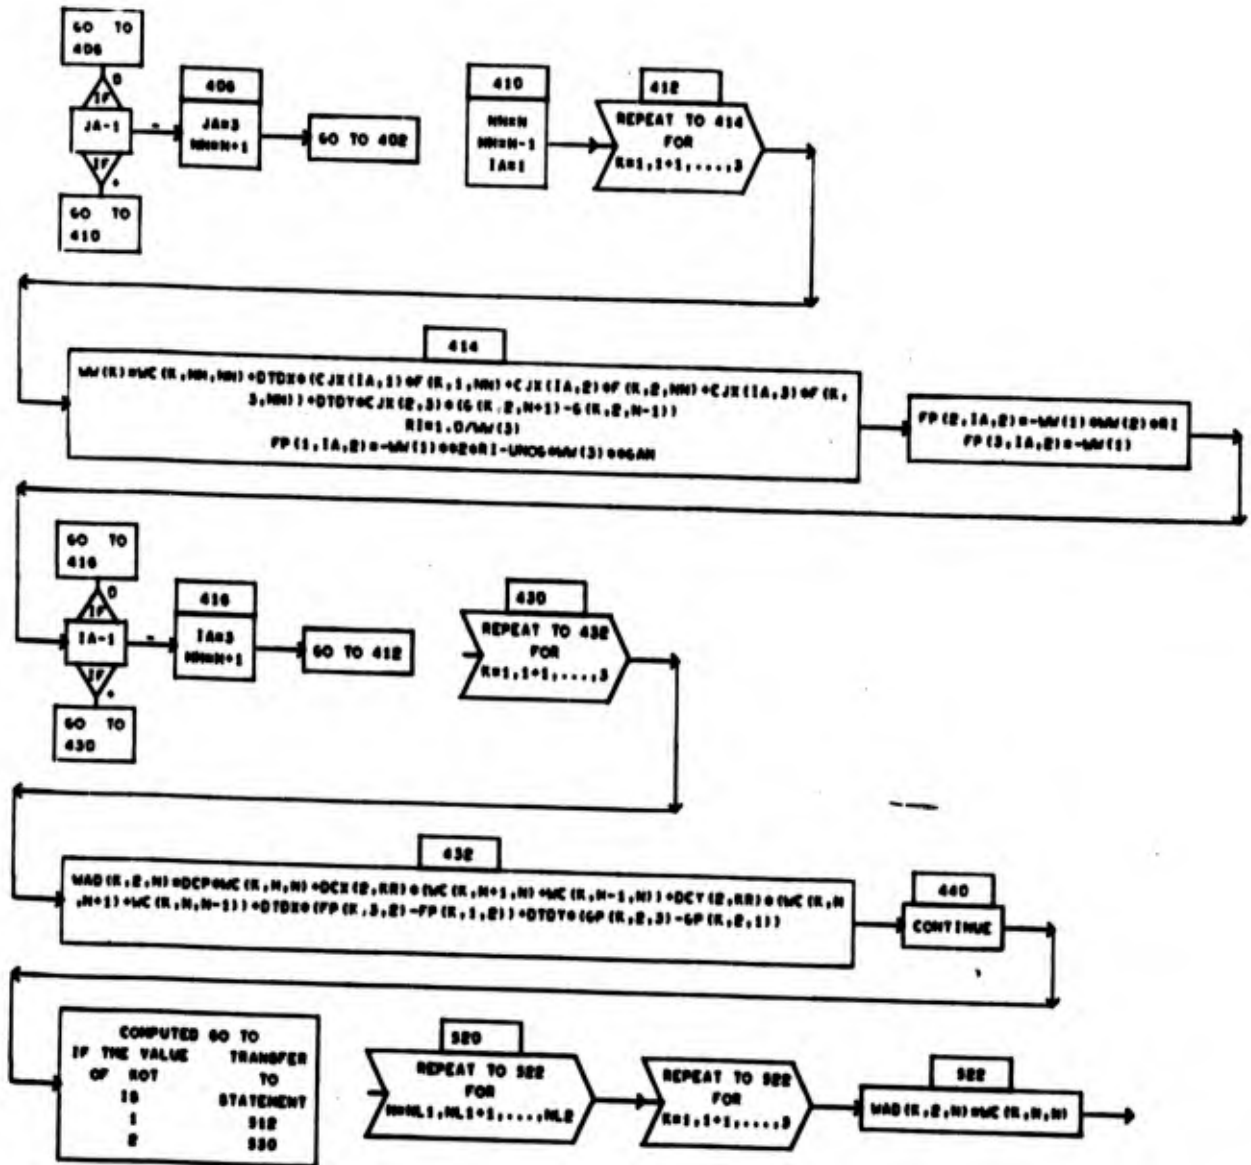 GO TO
406
0
IF
JA-1
-
IF
+
GO TO
410
406
JA=3
NN=N+1
GO TO 402
410
NN=N
MM=M-1
IA=1
412
REPEAT TO 414
FOR
K=1,1+1,...,3
414
WW(K)=WC(K,MM,NN)+DTDX*(CJX(IA,1)*F(K,1,NN)+CJX(IA,2)*F(K,2,NN)+CJX(IA,3)*F(K,
3,NN))+DTDY*CJX(2,3)*(G(K,2,N+1)-G(K,2,N-1))
RI=1.0/WW(3)
FP(1,IA,2)=-WW(1)**2*RI-UNOG*WW(3)**GAM
FP(2,IA,2)=-WW(1)*WW(2)*RI
FP(3,IA,2)=-WW(1)
GO TO
416
0
IF
IA-1
-
IF
+
GO TO
430
416
IA=3
MM=M+1
GO TO 412
430
REPEAT TO 432
FOR
K=1,1+1,...,3
432
WAD(K,2,N)=DCP*WC(K,M,N)+DCX(2,KR)*(WC(K,M+1,N)+WC(K,M-1,N))+DCY(2,KR)*(WC(K,M
,N+1)+WC(K,M,N-1))+DTDX*(FP(K,3,2)-FP(K,1,2))+DTDY*(GP(K,2,3)-GP(K,2,1))
440
CONTINUE
COMPUTED GO TO
IF THE VALUE TRANSFER
OF KOT TO
IS STATEMENT
1 512
2 530
520
REPEAT TO 522
FOR
N=NL1,NL1+1,...,NL2
REPEAT TO 522
FOR
K=1,1+1,...,3
522
WAD(K,2,N)=WC(K,M,N)